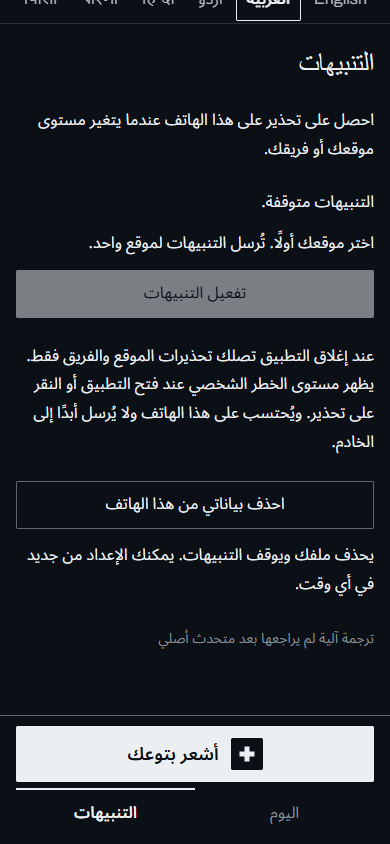 العربية
English
اردو
التنبيهات
احصل على تحذير على هذا الهاتف عندما يتغير مستوى
موقعك أو فريقك.
التنبيهات متوقفة.
اختر موقعك أولًا. تُرسل التنبيهات لموقع واحد.
تفعيل التنبيهات
عند إغلاق التطبيق تصلك تحذيرات الموقع والفريق فقط.
يظهر مستوى الخطر الشخصي عند فتح التطبيق أو النقر
على تحذير. ويُحتسب على هذا الهاتف ولا يُرسل أبدًا إلى
الخادم.
احذف بياناتي من هذا الهاتف
يحذف ملفك ويوقف التنبيهات. يمكنك الإعداد من جديد
في أي وقت.
ترجمة آلية لم يراجعها بعد متحدث أصلي
أشعر بتوعك
اليوم
التنبيهات